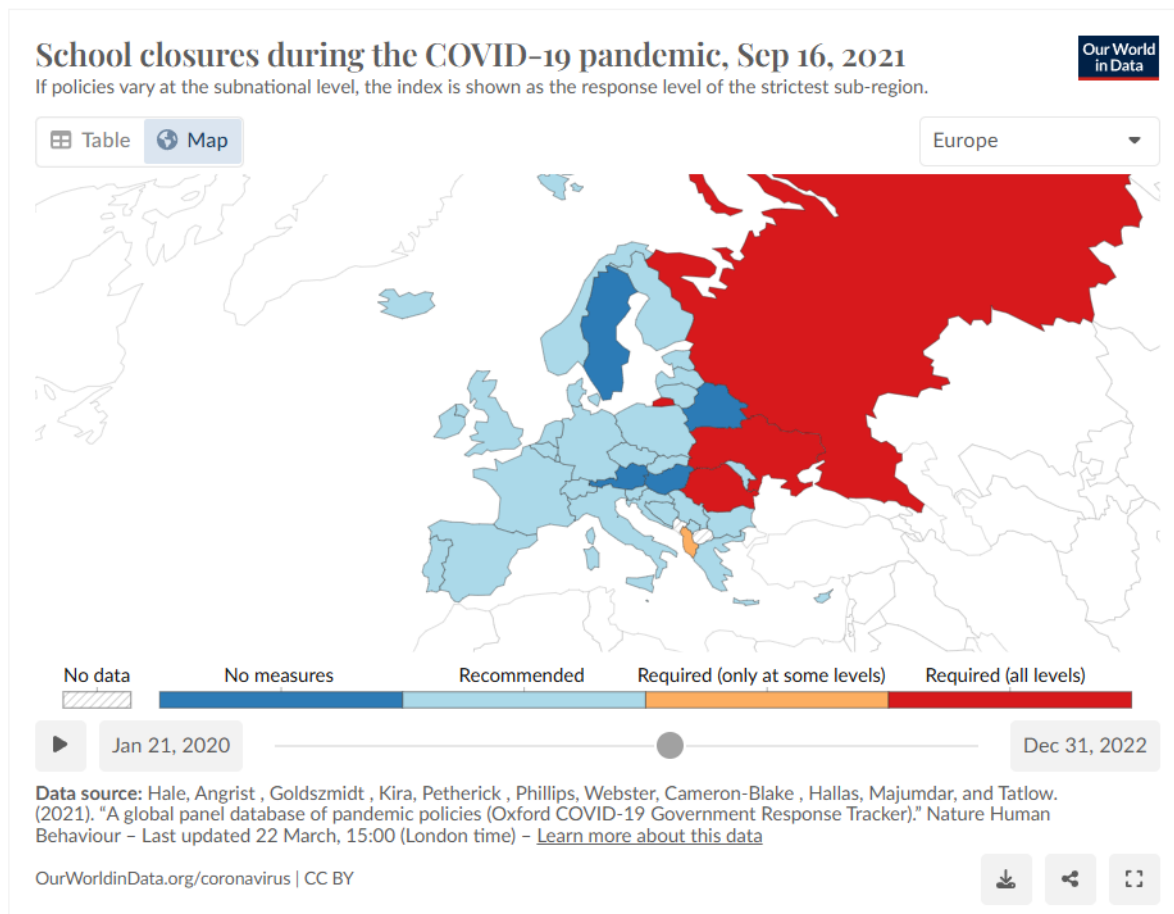 School closures during the COVID-19 pandemic, Sep 16, 2021
Our World
in Data
If policies vary at the subnational level, the index is shown as the response level of the strictest sub-region.
Table
Map
Europe
No data
No measures
Recommended
Required (only at some levels)
Required (all levels)
Jan 21, 2020
Dec 31, 2022
Data source: Hale, Angrist , Goldszmidt , Kira, Petherick , Phillips, Webster, Cameron-Blake , Hallas, Majumdar, and Tatlow.
(2021). “A global panel database of pandemic policies (Oxford COVID-19 Government Response Tracker).” Nature Human
Behaviour – Last updated 22 March, 15:00 (London time) – Learn more about this data
OurWorldinData.org/coronavirus | CC BY